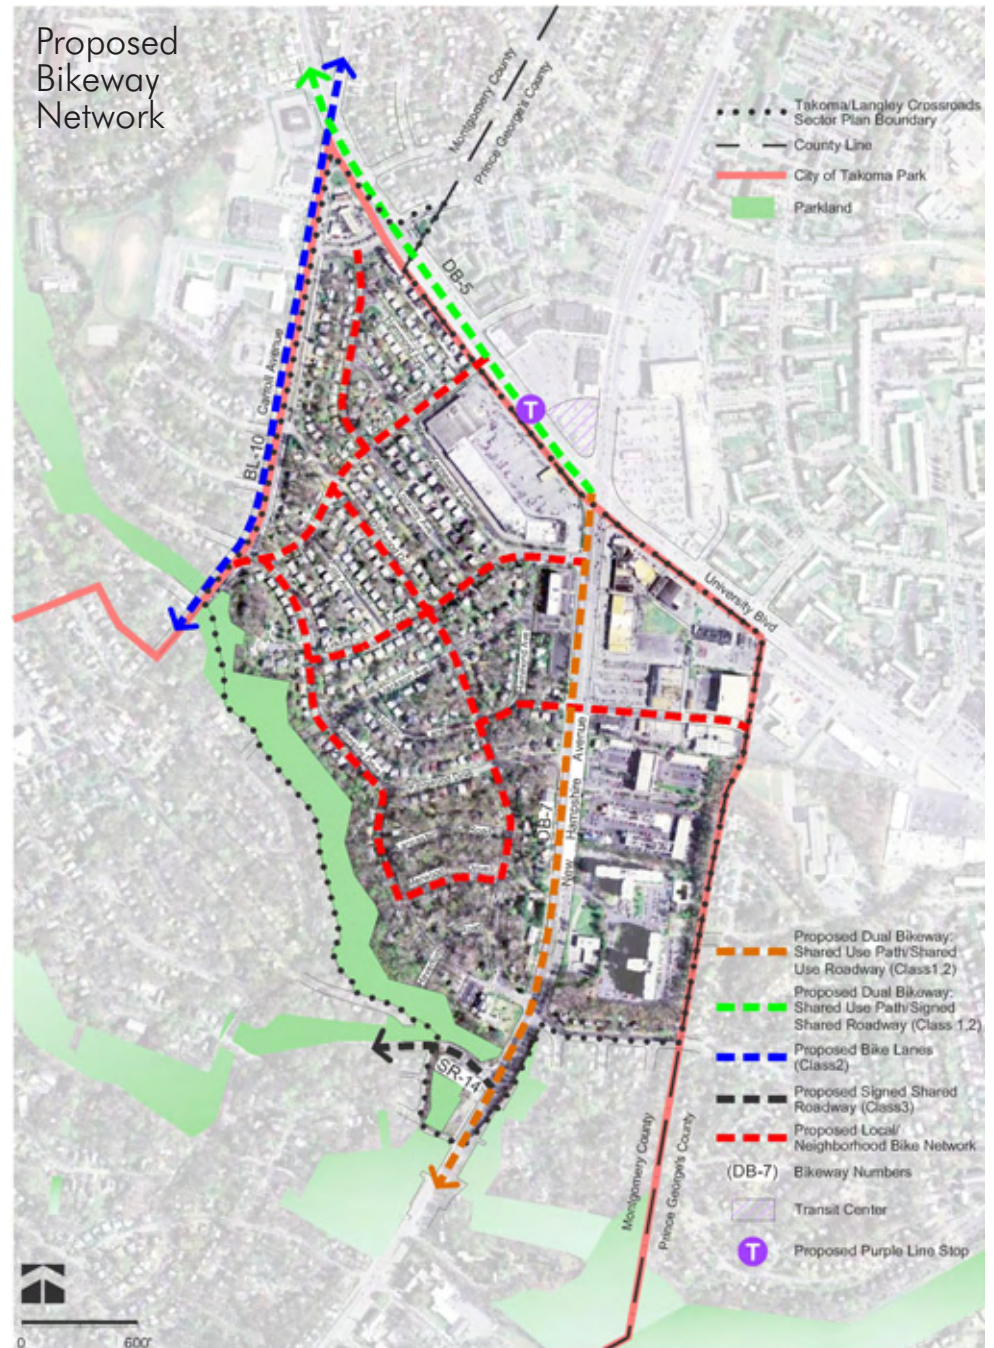 Proposed
Bikeway
Network
Montgomery County
Prince George's County
Takoma/Langley Crossroads
Sector Plan Boundary
County Line
City of Takoma Park
Parkland
DB-5
BL-10 Carroll Avenue
T
University Blvd
DB-7
New Hampshire Avenue
SR-14
Proposed Dual Bikeway:
Shared Use Path/Shared
Use Roadway (Class1,2)
Proposed Dual Bikeway:
Shared Use Path/Signed
Shared Roadway (Class 1,2)
Proposed Bike Lanes
(Class2)
Proposed Signed Shared
Roadway (Class3)
Proposed Local/
Neighborhood Bike Network
(DB-7) Bikeway Numbers
Transit Center
T Proposed Purple Line Stop
Montgomery County
Prince George's County
0 600'